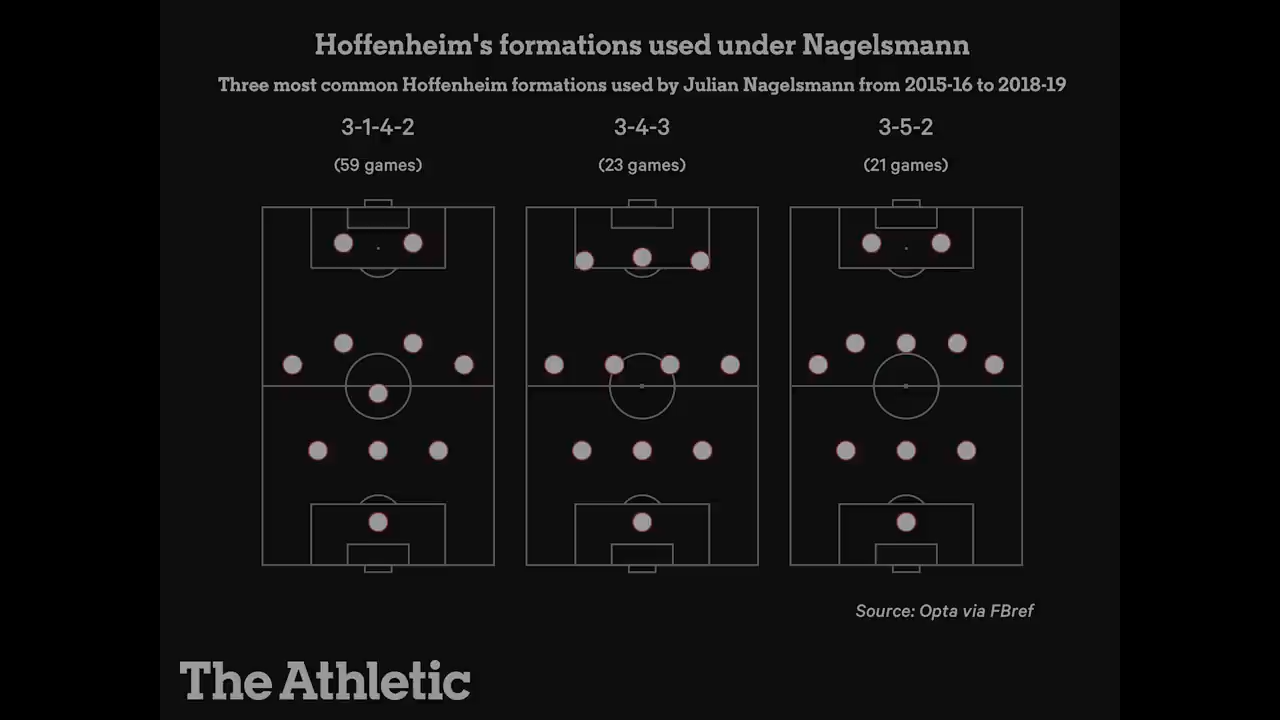 Hoffenheim's formations used under Nagelsmann
Three most common Hoffenheim formations used by Julian Nagelsmann from 2015-16 to 2018-19
3-1-4-2
(59 games)
3-4-3
(23 games)
3-5-2
(21 games)
Source: Opta via FBref
The Athletic